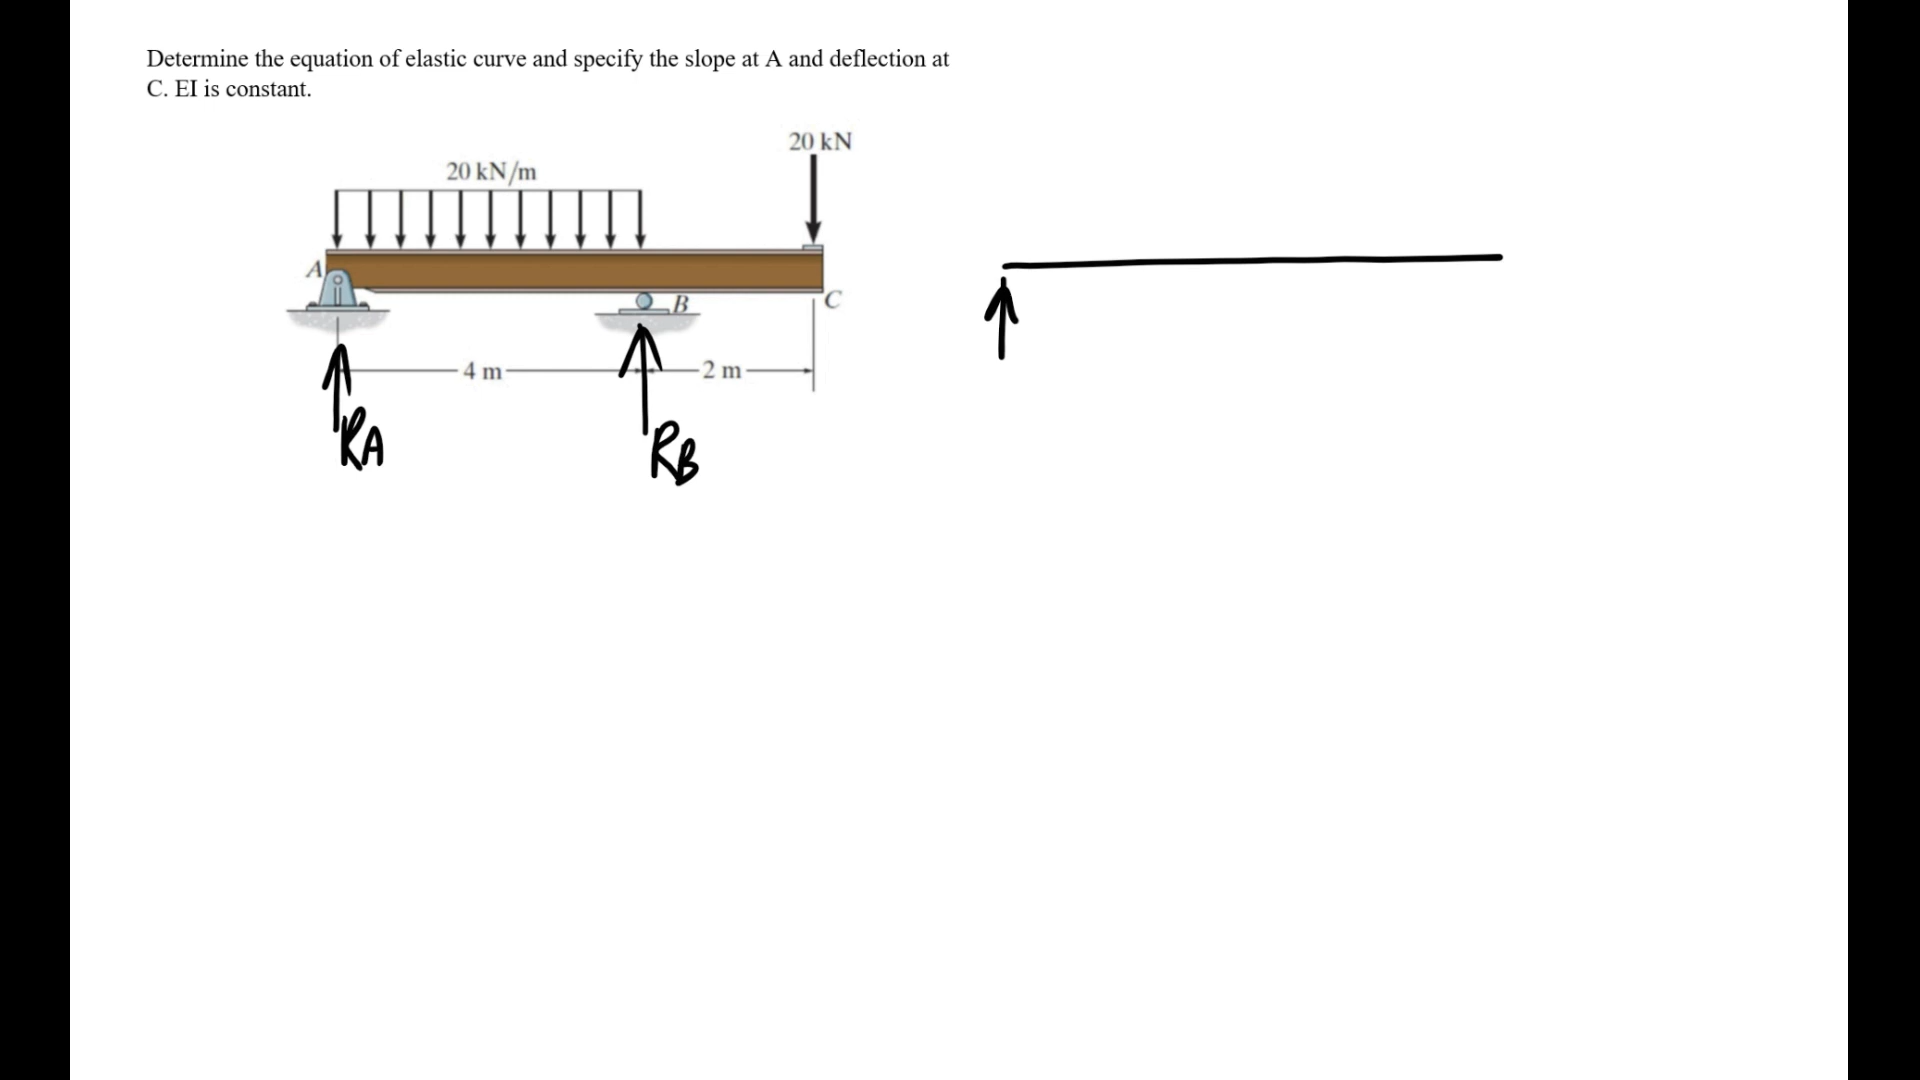 Determine the equation of elastic curve and specify the slope at A and deflection at
C. EI is constant.
20 kN
20 kN/m
A
B
C
4 m
2 m
RA
RB